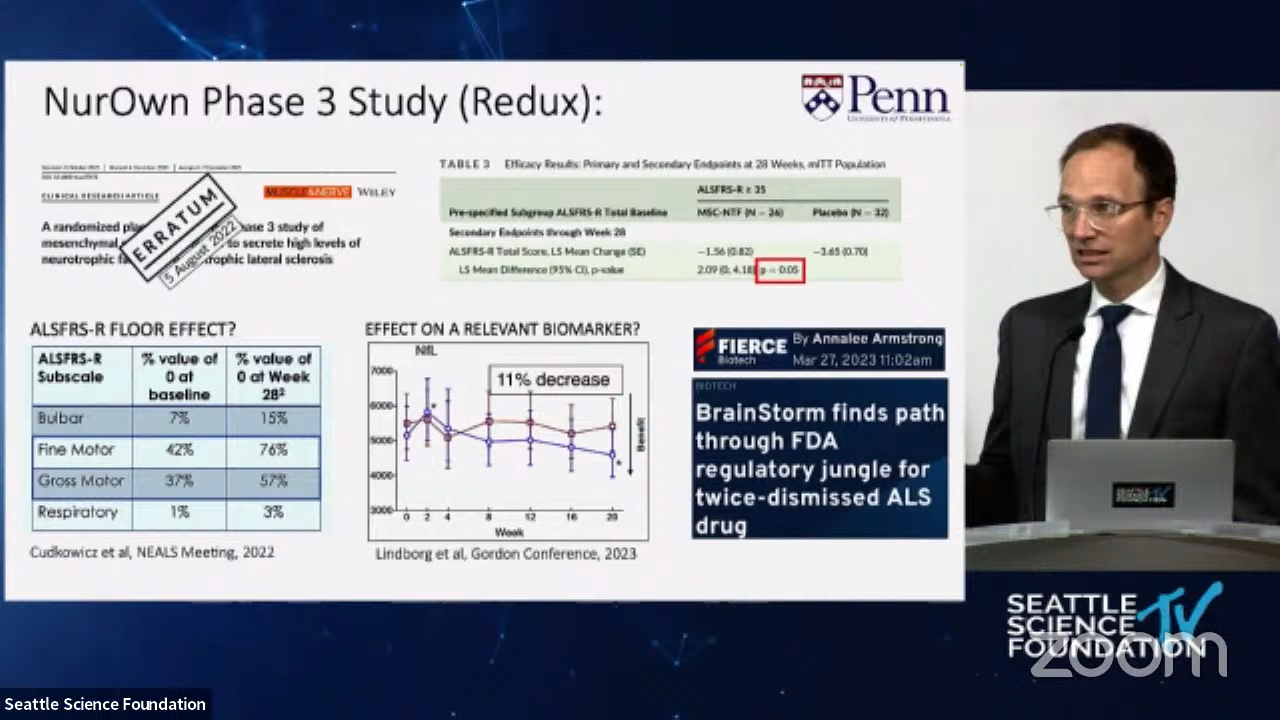 NurOwn Phase 3 Study (Redux):
Penn
UNIVERSITY of PENNSYLVANIA
CLINICAL RESEARCH ARTICLE
MUSCLE&NERVE WILEY
A randomized hase 3 study of
mesenchymal to secrete high levels of
neurotrophic lateral sclerosis
ERRATUM
5 August 2022
TABLE 3 Efficacy Results: Primary and Secondary Endpoints at 28 Weeks, mITT Population
ALSFRS-R ≥ 35
Pre-specified Subgroup ALSFRS-R Total Baseline MSC-NTF (N = 26) Placebo (N = 32)
Secondary Endpoints through Week 28
ALSFRS-R Total Score, LS Mean Change (SE) −1.56 (0.82) −3.65 (0.70)
LS Mean Difference (95% CI), p-value 2.09 (0, 4.18) p = 0.05
ALSFRS-R FLOOR EFFECT?
ALSFRS-R Subscale % value of 0 at baseline % value of 0 at Week 28²
Bulbar 7% 15%
Fine Motor 42% 76%
Gross Motor 37% 57%
Respiratory 1% 3%
Cudkowicz et al, NEALS Meeting, 2022
EFFECT ON A RELEVANT BIOMARKER?
NfL
11% decrease
Benefit
7000
6000
5000
4000
3000
0 2 4 8 12 16 20
Week
Lindborg et al, Gordon Conference, 2023
FIERCE
Biotech
By Annalee Armstrong
Mar 27, 2023 11:02am
BIOTECH
BrainStorm finds path
through FDA
regulatory jungle for
twice-dismissed ALS
drug
SEATTLE
SCIENCE
FOUNDATION
TV
SEATTLE
SCIENCE TV
FOUNDATION
zoom
Seattle Science Foundation